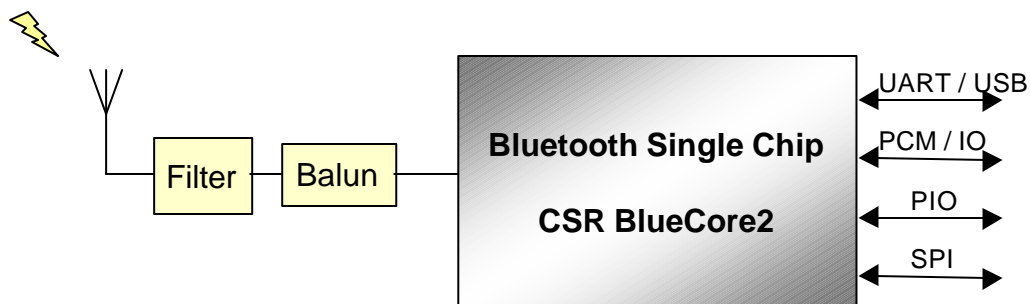 UART / USB
Bluetooth Single Chip
PCM / IO
Filter
Balun
CSR BlueCore2
PIO
SPI